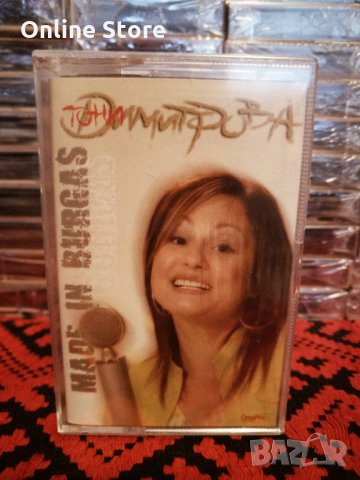 Online Store
ТОНИ
Димитрова
MADE IN BURGAS
BAZAR